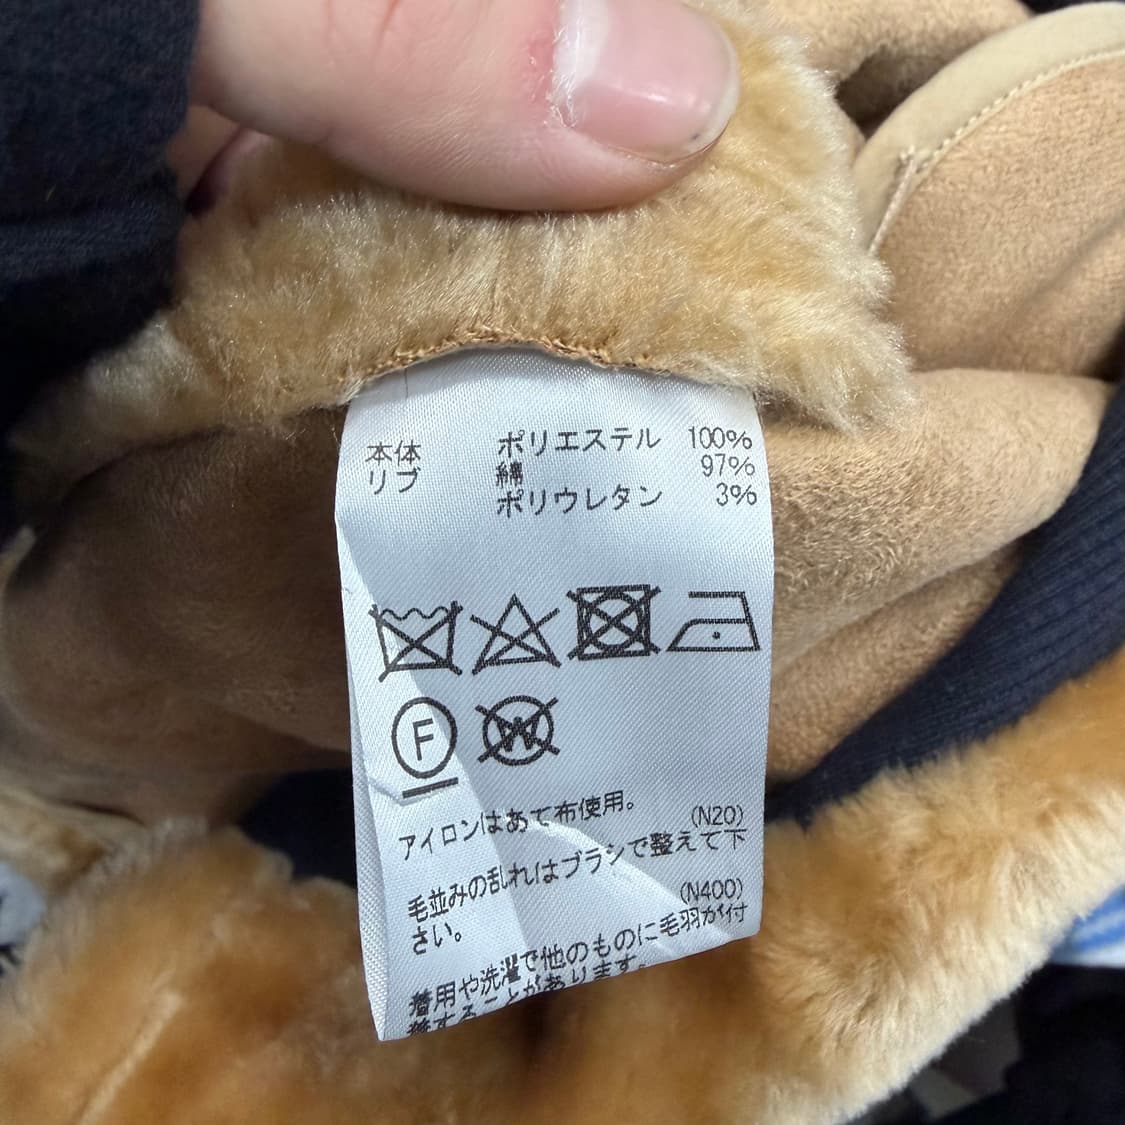 本体 ポリエステル 100%
リブ 綿 97%
ポリウレタン 3%
F
W
アイロンはあて布使用。
(N20)
毛並みの乱れはブラシで整えて下
さい。
(N400)
着用や洗濯で他のものに毛羽が付
着することがあります。